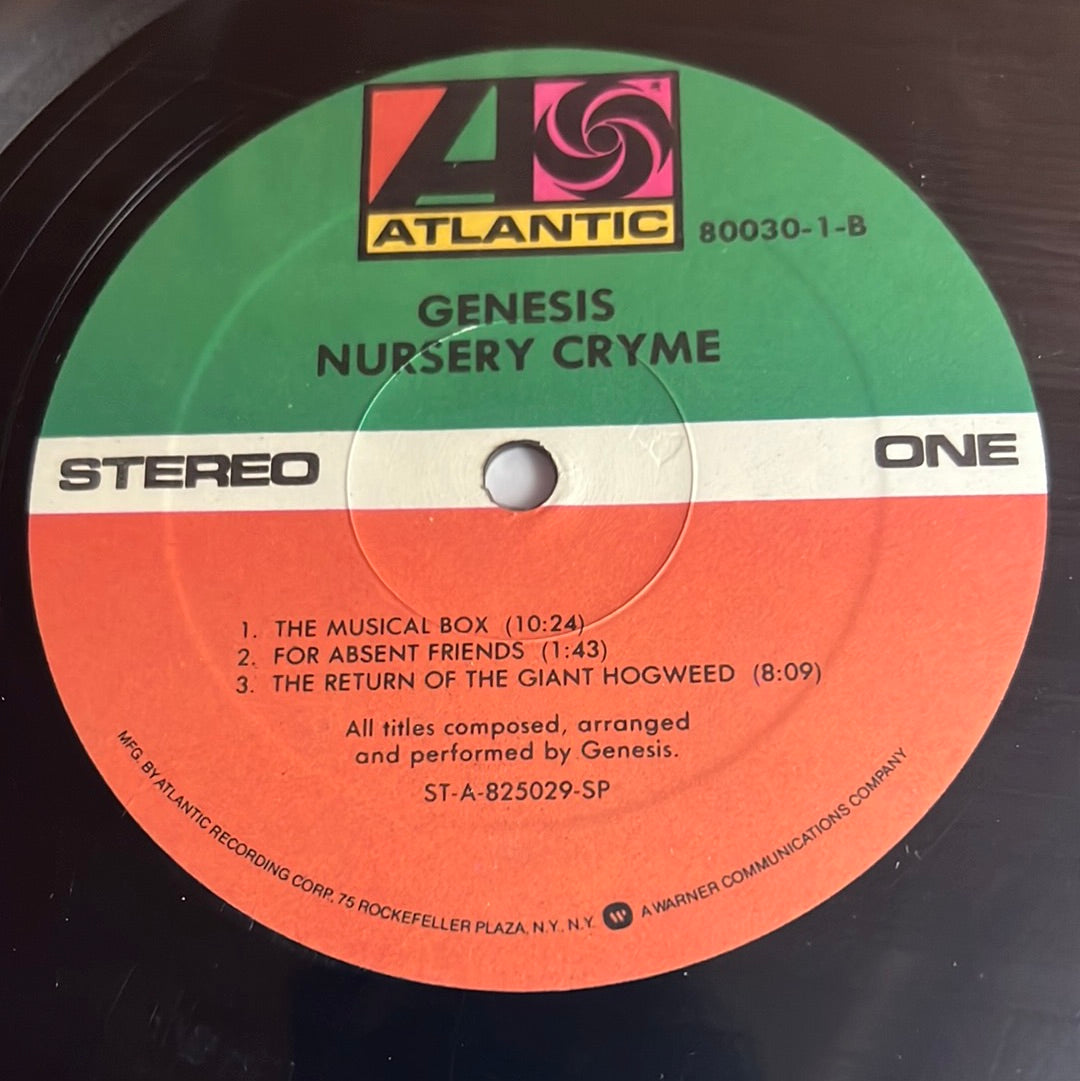 ATLANTIC
80030-1-B
GENESIS
NURSERY CRYME
STEREO
ONE
1. THE MUSICAL BOX (10:24)
2. FOR ABSENT FRIENDS (1:43)
3. THE RETURN OF THE GIANT HOGWEED (8:09)
All titles composed, arranged
and performed by Genesis.
ST-A-825029-SP
MFG. BY ATLANTIC RECORDING CORP. 75 ROCKEFELLER PLAZA, N.Y. N.Y. A WARNER COMMUNICATIONS COMPANY